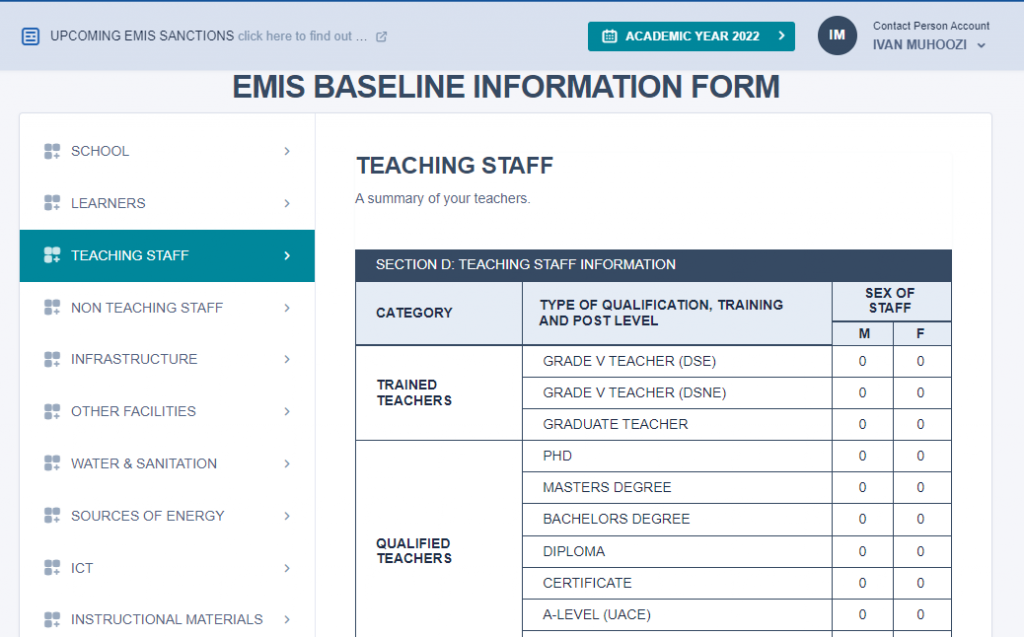 UPCOMING EMIS SANCTIONS click here to find out ...
ACADEMIC YEAR 2022
IM
Contact Person Account
IVAN MUHOOZI
EMIS BASELINE INFORMATION FORM
SCHOOL
LEARNERS
TEACHING STAFF
NON TEACHING STAFF
INFRASTRUCTURE
OTHER FACILITIES
WATER & SANITATION
SOURCES OF ENERGY
ICT
INSTRUCTIONAL MATERIALS
TEACHING STAFF
A summary of your teachers.
SECTION D: TEACHING STAFF INFORMATION
CATEGORY
TYPE OF QUALIFICATION, TRAINING
AND POST LEVEL
SEX OF
STAFF
M F
TRAINED
TEACHERS
GRADE V TEACHER (DSE) 0 0
GRADE V TEACHER (DSNE) 0 0
GRADUATE TEACHER 0 0
QUALIFIED
TEACHERS
PHD 0 0
MASTERS DEGREE 0 0
BACHELORS DEGREE 0 0
DIPLOMA 0 0
CERTIFICATE 0 0
A-LEVEL (UACE) 0 0